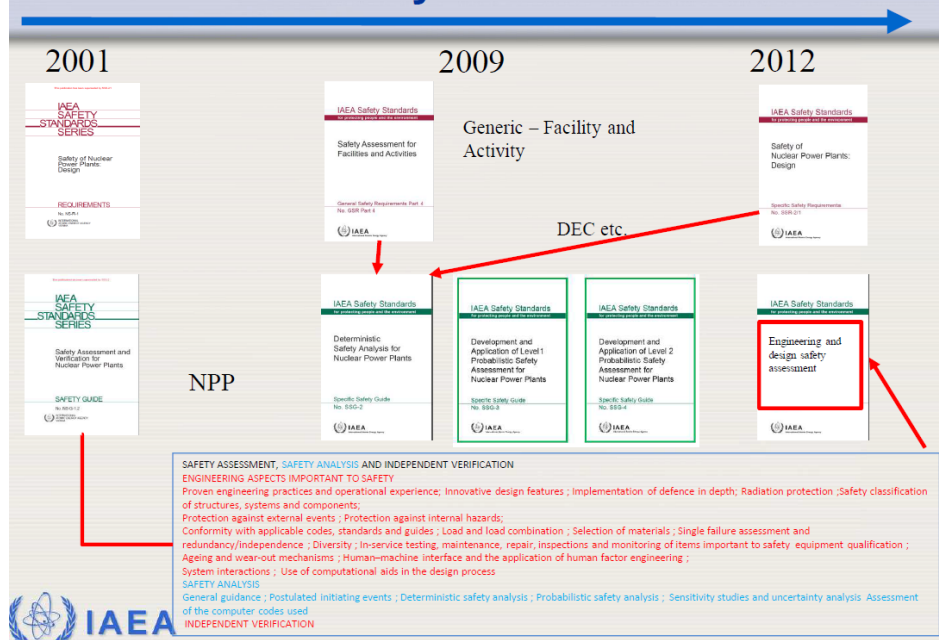 2001
2009
2012
IAEA
SAFETY
STANDARDS
SERIES
Safety of Nuclear
Power Plants:
Design
REQUIREMENTS
No. NS-R-1
IAEA Safety Standards
for protecting people and the environment
Safety Assessment for
Facilities and Activities
General Safety Requirements Part 4
No. GSR Part 4
IAEA
Generic – Facility and
Activity
IAEA Safety Standards
for protecting people and the environment
Safety of
Nuclear Power Plants:
Design
Specific Safety Requirements
No. SSR-2/1
IAEA
DEC etc.
IAEA
SAFETY
STANDARDS
SERIES
Safety Assessment and
Verification for
Nuclear Power Plants
SAFETY GUIDE
No. NS-G-1.2
NPP
IAEA Safety Standards
for protecting people and the environment
Deterministic
Safety Analysis for
Nuclear Power Plants
Specific Safety Guide
No. SSG-2
IAEA
IAEA Safety Standards
for protecting people and the environment
Development and
Application of Level 1
Probabilistic Safety
Assessment for
Nuclear Power Plants
Specific Safety Guide
No. SSG-3
IAEA
IAEA Safety Standards
for protecting people and the environment
Development and
Application of Level 2
Probabilistic Safety
Assessment for
Nuclear Power Plants
Specific Safety Guide
No. SSG-4
IAEA
IAEA Safety Standards
for protecting people and the environment
Engineering and
design safety
assessment
IAEA
SAFETY ASSESSMENT, SAFETY ANALYSIS AND INDEPENDENT VERIFICATION
ENGINEERING ASPECTS IMPORTANT TO SAFETY
Proven engineering practices and operational experience; Innovative design features ; Implementation of defence in depth; Radiation protection ;Safety classification
of structures, systems and components;
Protection against external events ; Protection against internal hazards;
Conformity with applicable codes, standards and guides ; Load and load combination ; Selection of materials ; Single failure assessment and
redundancy/independence ; Diversity ; In-service testing, maintenance, repair, inspections and monitoring of items important to safety equipment qualification ;
Ageing and wear-out mechanisms ; Human–machine interface and the application of human factor engineering ;
System interactions ; Use of computational aids in the design process
SAFETY ANALYSIS
General guidance ; Postulated initiating events ; Deterministic safety analysis ; Probabilistic safety analysis ; Sensitivity studies and uncertainty analysis Assessment
of the computer codes used
INDEPENDENT VERIFICATION
IAEA